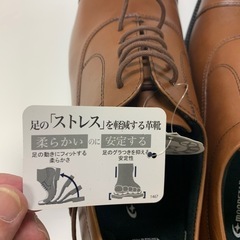 足の「ストレス」を軽減する革靴
柔らかいのに安定する
足の動きにフィットする
柔らかさ
足のグラつきを抑える
安定性